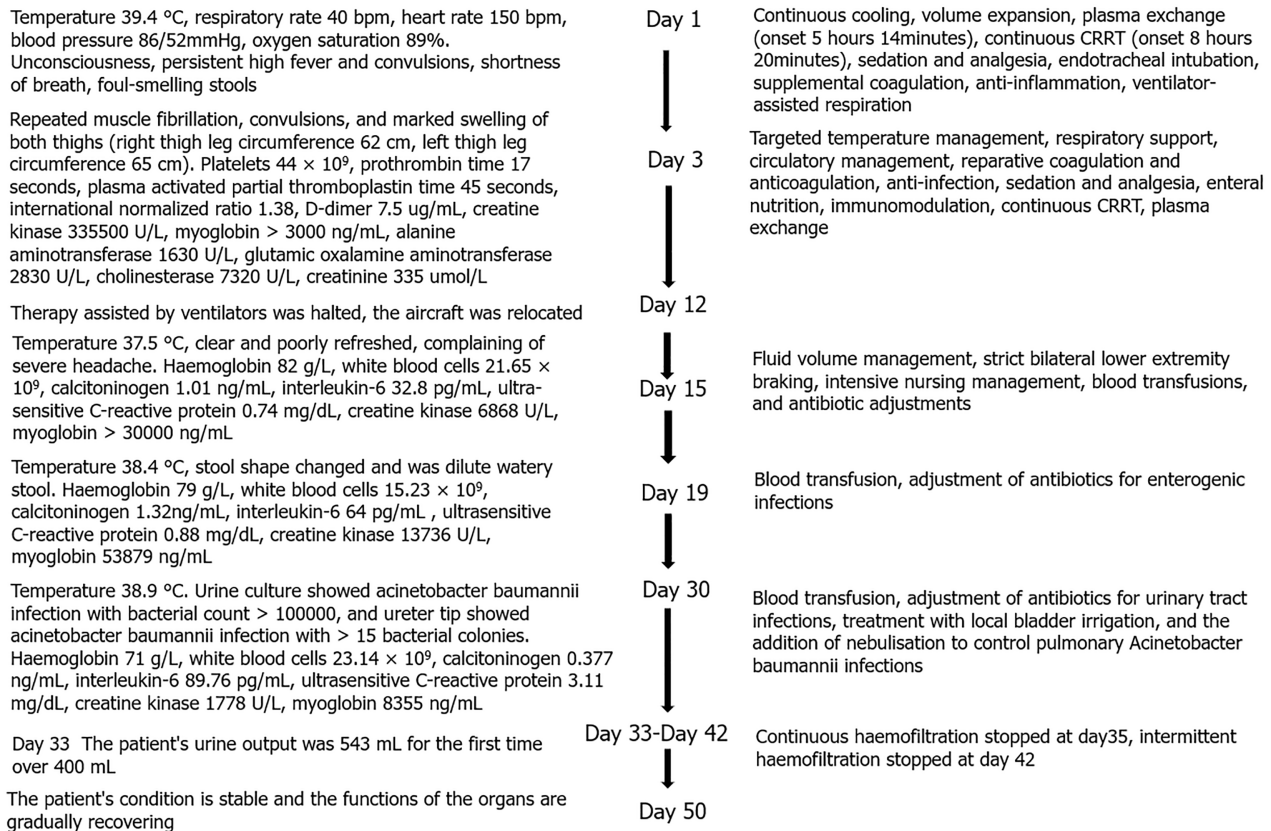 Temperature 39.4 °C, respiratory rate 40 bpm, heart rate 150 bpm,
blood pressure 86/52mmHg, oxygen saturation 89%.
Unconsciousness, persistent high fever and convulsions, shortness
of breath, foul-smelling stools
Day 1
Continuous cooling, volume expansion, plasma exchange
(onset 5 hours 14minutes), continuous CRRT (onset 8 hours
20minutes), sedation and analgesia, endotracheal intubation,
supplemental coagulation, anti-inflammation, ventilator-
assisted respiration
Repeated muscle fibrillation, convulsions, and marked swelling of
both thighs (right thigh leg circumference 62 cm, left thigh leg
circumference 65 cm). Platelets 44 × 10⁹, prothrombin time 17
seconds, plasma activated partial thromboplastin time 45 seconds,
international normalized ratio 1.38, D-dimer 7.5 ug/mL, creatine
kinase 335500 U/L, myoglobin > 3000 ng/mL, alanine
aminotransferase 1630 U/L, glutamic oxalamine aminotransferase
2830 U/L, cholinesterase 7320 U/L, creatinine 335 umol/L
Day 3
Targeted temperature management, respiratory support,
circulatory management, reparative coagulation and
anticoagulation, anti-infection, sedation and analgesia, enteral
nutrition, immunomodulation, continuous CRRT, plasma
exchange
Therapy assisted by ventilators was halted, the aircraft was relocated
Day 12
Temperature 37.5 °C, clear and poorly refreshed, complaining of
severe headache. Haemoglobin 82 g/L, white blood cells 21.65 ×
10⁹, calcitoninogen 1.01 ng/mL, interleukin-6 32.8 pg/mL, ultra-
sensitive C-reactive protein 0.74 mg/dL, creatine kinase 6868 U/L,
myoglobin > 30000 ng/mL
Day 15
Fluid volume management, strict bilateral lower extremity
braking, intensive nursing management, blood transfusions,
and antibiotic adjustments
Temperature 38.4 °C, stool shape changed and was dilute watery
stool. Haemoglobin 79 g/L, white blood cells 15.23 × 10⁹,
calcitoninogen 1.32ng/mL, interleukin-6 64 pg/mL , ultrasensitive
C-reactive protein 0.88 mg/dL, creatine kinase 13736 U/L,
myoglobin 53879 ng/mL
Day 19
Blood transfusion, adjustment of antibiotics for enterogenic
infections
Temperature 38.9 °C. Urine culture showed acinetobacter baumannii
infection with bacterial count > 100000, and ureter tip showed
acinetobacter baumannii infection with > 15 bacterial colonies.
Haemoglobin 71 g/L, white blood cells 23.14 × 10⁹, calcitoninogen 0.377
ng/mL, interleukin-6 89.76 pg/mL, ultrasensitive C-reactive protein 3.11
mg/dL, creatine kinase 1778 U/L, myoglobin 8355 ng/mL
Day 30
Blood transfusion, adjustment of antibiotics for urinary tract
infections, treatment with local bladder irrigation, and the
addition of nebulisation to control pulmonary Acinetobacter
baumannii infections
Day 33 The patient's urine output was 543 mL for the first time
over 400 mL
Day 33-Day 42
Continuous haemofiltration stopped at day35, intermittent
haemofiltration stopped at day 42
The patient's condition is stable and the functions of the organs are
gradually recovering
Day 50